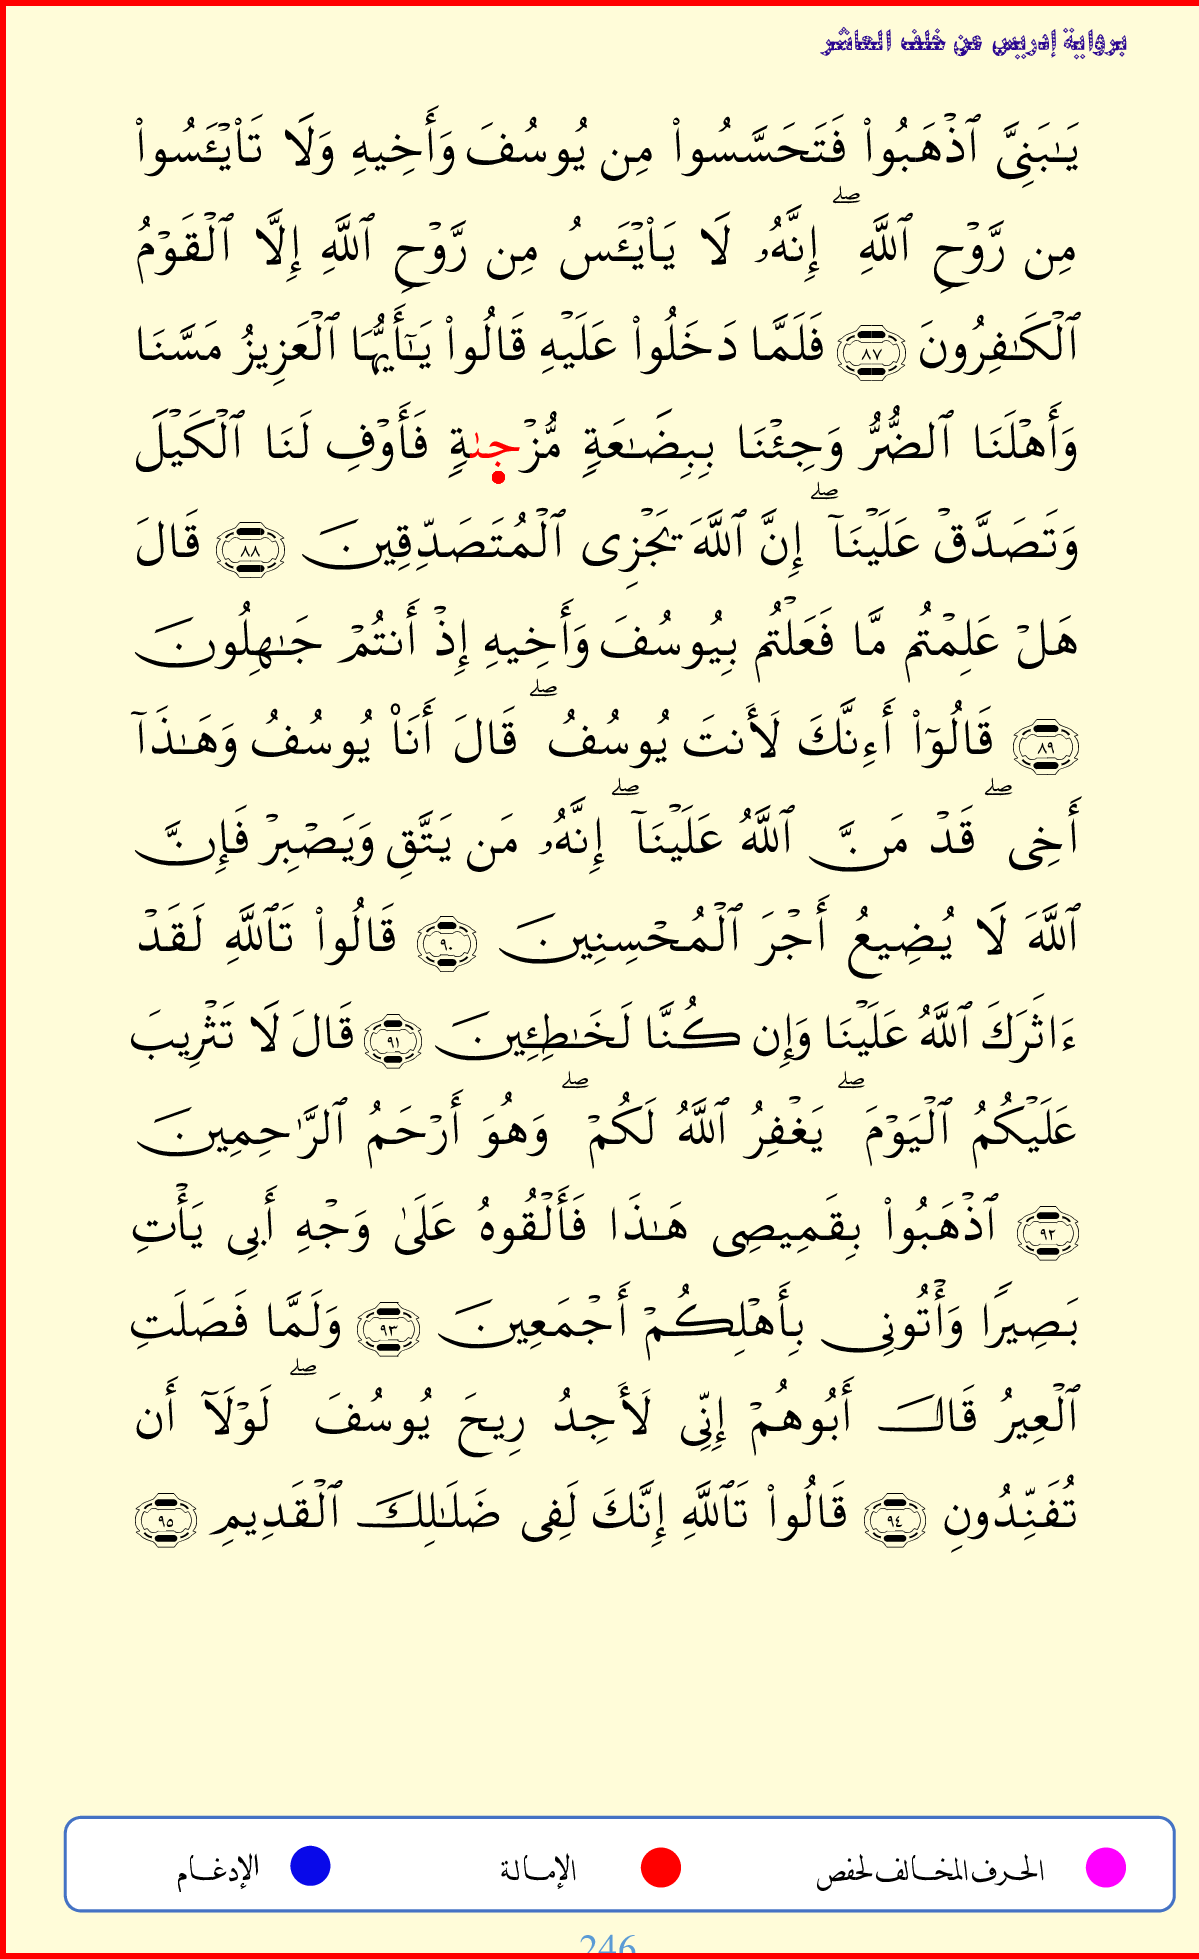 برواية إدريس عن خلف العاشر
يَـٰبَنِىَّ ٱذْهَبُوا۟ فَتَحَسَّسُوا۟ مِن يُوسُفَ وَأَخِيهِ وَلَا تَا۟يْـَٔسُوا۟
مِن رَّوْحِ ٱللَّهِ ۖ إِنَّهُۥ لَا يَا۟يْـَٔسُ مِن رَّوْحِ ٱللَّهِ إِلَّا ٱلْقَوْمُ
ٱلْكَـٰفِرُونَ ٨٧ فَلَمَّا دَخَلُوا۟ عَلَيْهِ قَالُوا۟ يَـٰٓأَيُّهَا ٱلْعَزِيزُ مَسَّنَا
وَأَهْلَنَا ٱلضُّرُّ وَجِئْنَا بِبِضَـٰعَةٍ مُّزْجىٰةٍ فَأَوْفِ لَنَا ٱلْكَيْلَ
وَتَصَدَّقْ عَلَيْنَآ ۖ إِنَّ ٱللَّهَ يَجْزِى ٱلْمُتَصَدِّقِينَ ٨٨ قَالَ
هَلْ عَلِمْتُم مَّا فَعَلْتُم بِيُوسُفَ وَأَخِيهِ إِذْ أَنتُمْ جَـٰهِلُونَ
٨٩ قَالُوٓا۟ أَءِنَّكَ لَأَنتَ يُوسُفُ ۖ قَالَ أَنَا۠ يُوسُفُ وَهَـٰذَآ
أَخِى ۖ قَدْ مَنَّ ٱللَّهُ عَلَيْنَآ ۖ إِنَّهُۥ مَن يَتَّقِ وَيَصْبِرْ فَإِنَّ
ٱللَّهَ لَا يُضِيعُ أَجْرَ ٱلْمُحْسِنِينَ ٩٠ قَالُوا۟ تَٱللَّهِ لَقَدْ
ءَاثَرَكَ ٱللَّهُ عَلَيْنَا وَإِن كُنَّا لَخَـٰطِـِٔينَ ٩١ قَالَ لَا تَثْرِيبَ
عَلَيْكُمُ ٱلْيَوْمَ ۖ يَغْفِرُ ٱللَّهُ لَكُمْ ۖ وَهُوَ أَرْحَمُ ٱلرَّٰحِمِينَ
٩٢ ٱذْهَبُوا۟ بِقَمِيصِى هَـٰذَا فَأَلْقُوهُ عَلَىٰ وَجْهِ أَبِى يَأْتِ
بَصِيرًا وَأْتُونِى بِأَهْلِكُمْ أَجْمَعِينَ ٩٣ وَلَمَّا فَصَلَتِ
ٱلْعِيرُ قَالَ أَبُوهُمْ إِنِّى لَأَجِدُ رِيحَ يُوسُفَ ۖ لَوْلَآ أَن
تُفَنِّدُونِ ٩٤ قَالُوا۟ تَٱللَّهِ إِنَّكَ لَفِى ضَلَـٰلِكَ ٱلْقَدِيمِ ٩٥
الحرف المخالف لحفص الإمالة الإدغام
246